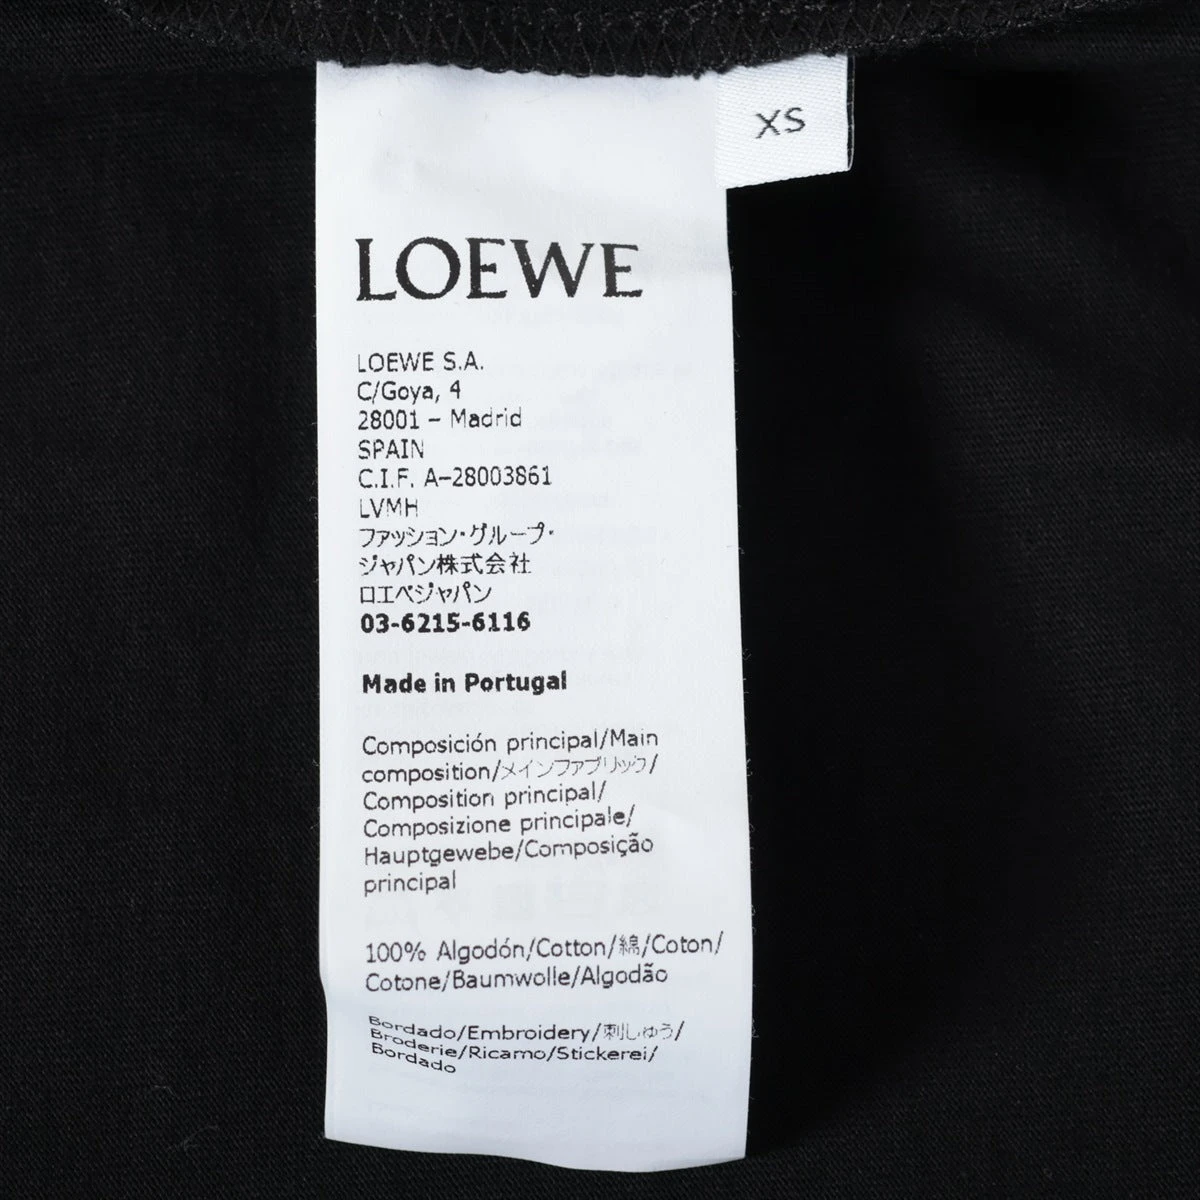 XS
LOEWE
LOEWE S.A.
C/Goya, 4
28001 – Madrid
SPAIN
C.I.F. A-28003861
LVMH
ファッション・グループ・
ジャパン株式会社
ロエベジャパン
03-6215-6116
Made in Portugal
Composición principal/Main
composition/メインファブリック/
Composition principal/
Composizione principale/
Hauptgewebe/Composição
principal
100% Algodón/Cotton/綿/Coton/
Cotone/Baumwolle/Algodão
Bordado/Embroidery/刺しゅう/
Broderie/Ricamo/Stickerei/
Bordado